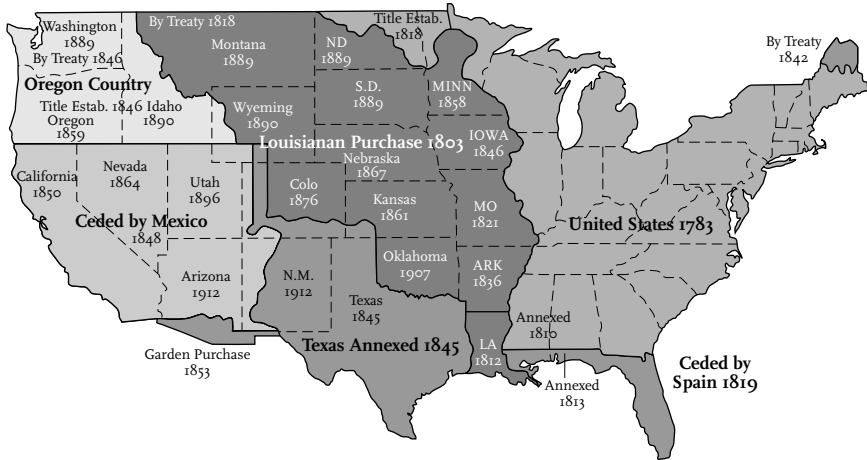 Washington
1889
By Treaty 1846
Oregon Country
Title Estab. 1846
Oregon
1859
Idaho
1890
By Treaty 1818
Montana
1889
ND
1889
Title Estab.
1818
S.D.
1889
MINN
1858
Wyoming
1890
Louisianan Purchase 1803
IOWA
1846
Nebraska
1867
By Treaty
1842
California
1850
Nevada
1864
Utah
1896
Colo
1876
Kansas
1861
MO
1821
United States 1783
Ceded by Mexico
1848
Arizona
1912
N.M.
1912
Oklahoma
1907
ARK
1836
Texas
1845
Texas Annexed 1845
LA
1812
Annexed
1810
Garden Purchase
1853
Annexed
1813
Ceded by
Spain 1819